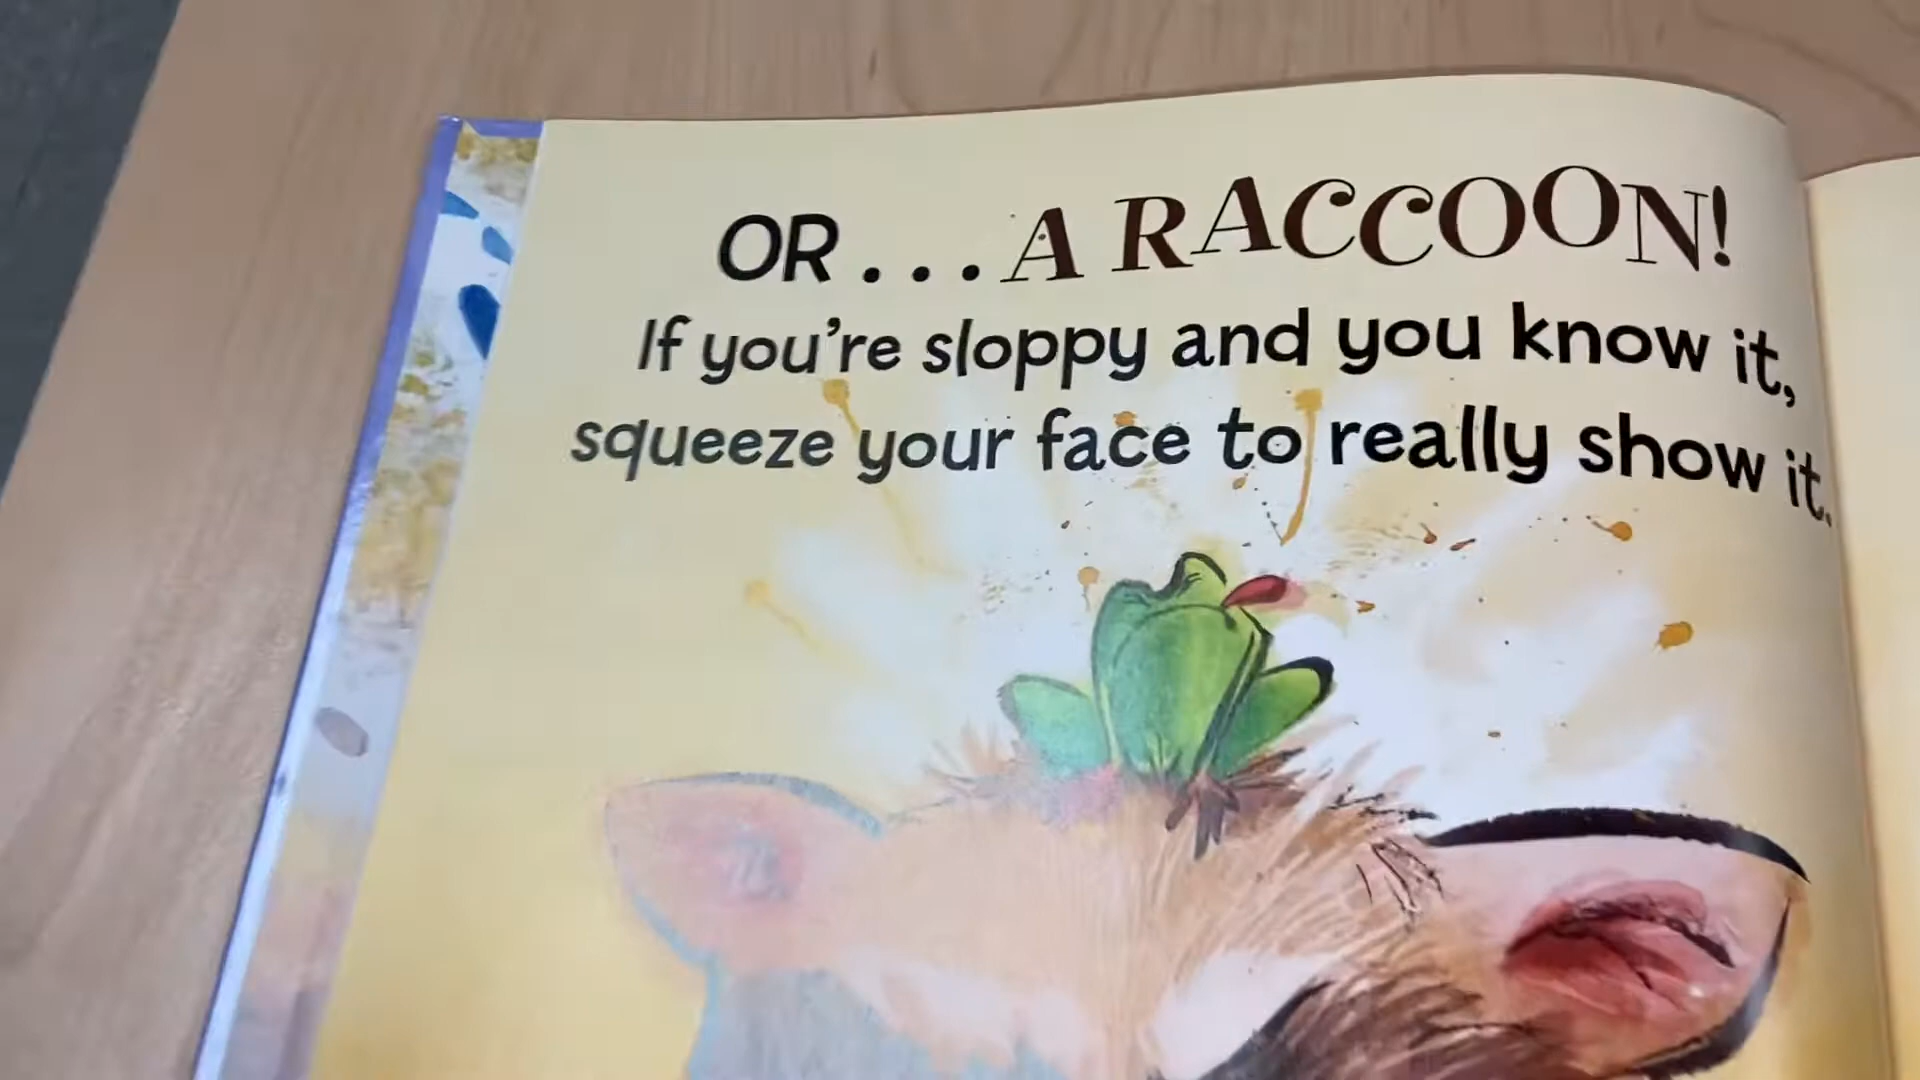 OR . . . A RACCOON!
If you’re sloppy and you know it,
squeeze your face to really show it.